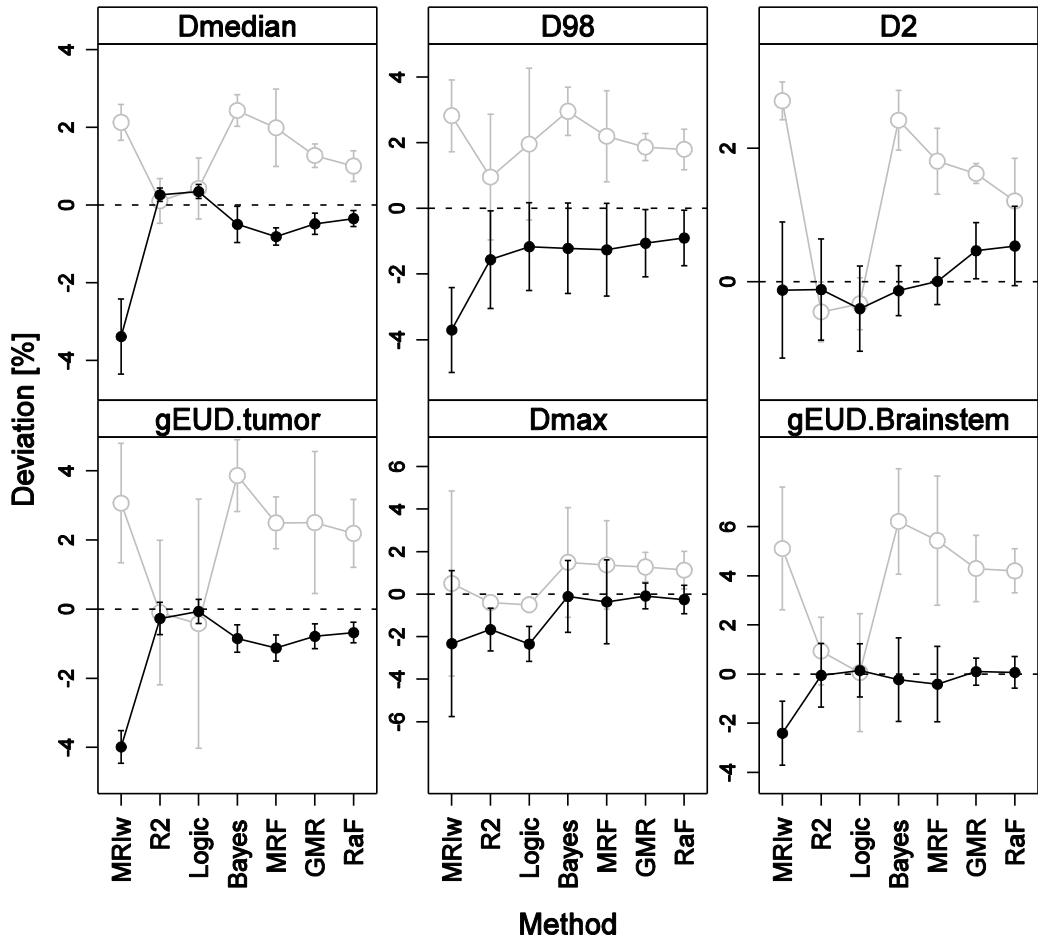 Dmedian
D98
D2
4
2
0
-2
-4
4
2
0
-2
-4
2
0
Deviation [%]
gEUD.tumor
Dmax
gEUD.Brainstem
4
2
0
-2
-4
6
4
2
0
-2
-4
-6
6
4
2
0
-2
-4
MRIw R2 Logic Bayes MRF GMR RaF
MRIw R2 Logic Bayes MRF GMR RaF
MRIw R2 Logic Bayes MRF GMR RaF
Method